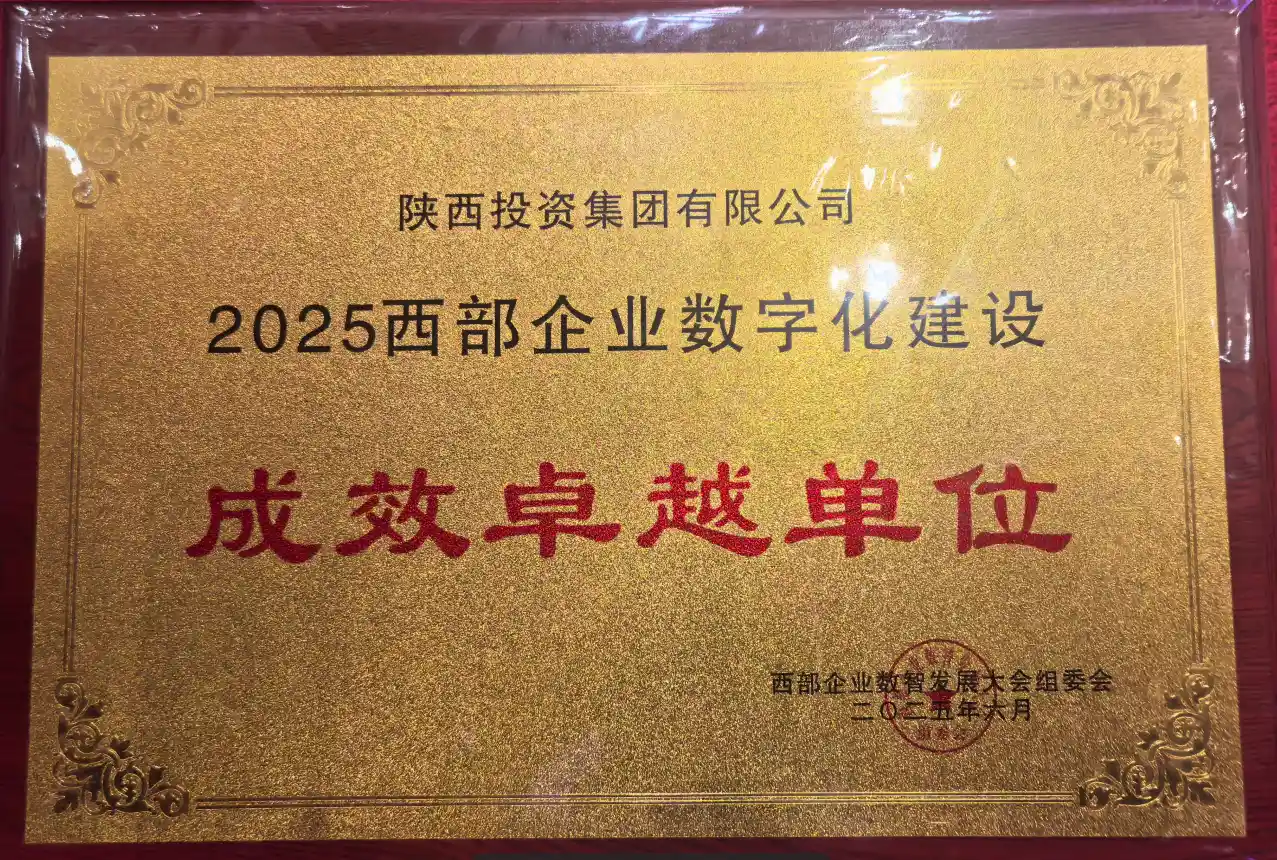 陕西投资集团有限公司
2025西部企业数字化建设
成效卓越单位
西部企业数智发展大会组委会
二〇二五年六月